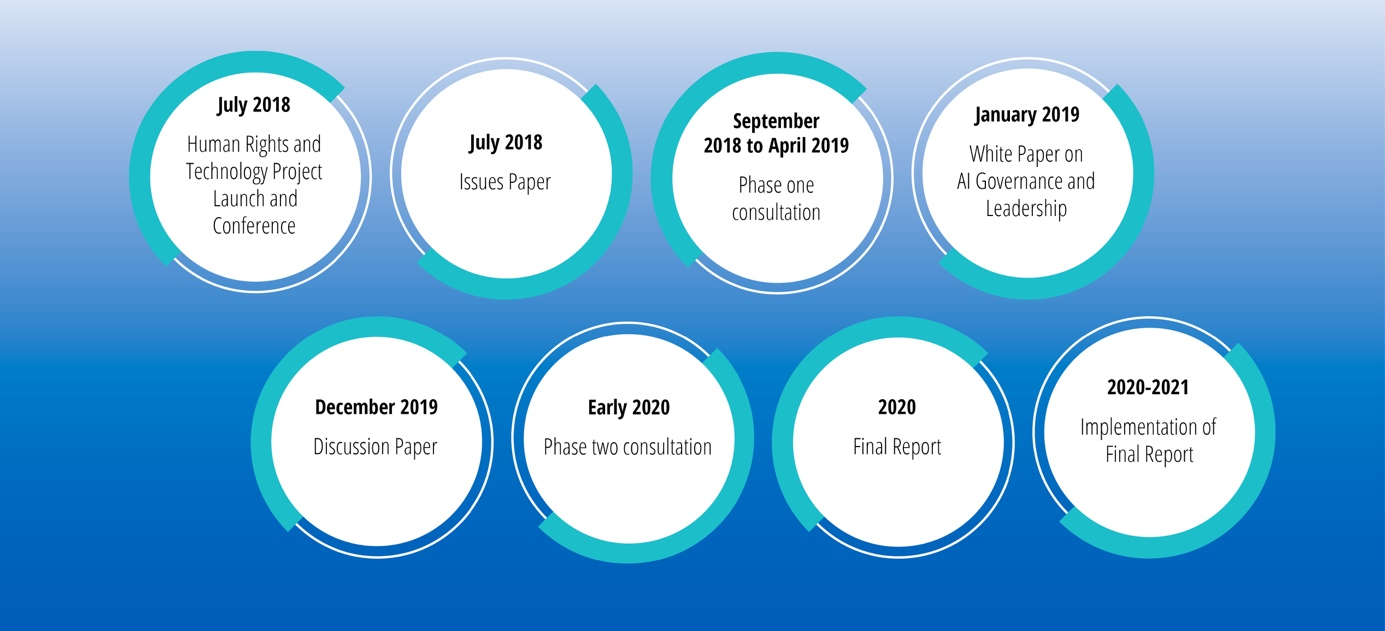 July 2018
Human Rights and
Technology Project
Launch and
Conference
July 2018
Issues Paper
September
2018 to April 2019
Phase one
consultation
January 2019
White Paper on
AI Governance and
Leadership
December 2019
Discussion Paper
Early 2020
Phase two consultation
2020
Final Report
2020-2021
Implementation of
Final Report